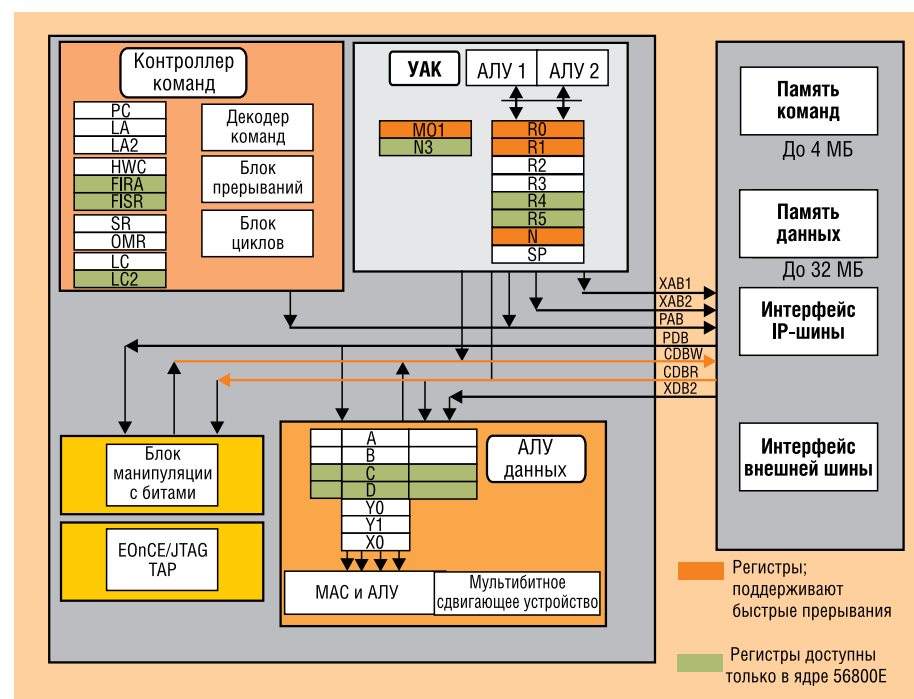 Контроллер
команд
PC
LA
LA2
HWC
FIRA
FISR
SR
OMR
LC
LC2
Декодер
команд
Блок
прерываний
Блок
циклов
УАК
АЛУ 1
АЛУ 2
MO1
N3
R0
R1
R2
R3
R4
R5
N
SP
Память
команд
До 4 МБ
Память
данных
До 32 МБ
Интерфейс
IP-шины
Интерфейс
внешней шины
XAB1
XAB2
PAB
PDB
CDBW
CDBR
XDB2
Блок
манипуляции
с битами
EOnCE/JTAG
TAP
A
B
C
D
Y0
Y1
X0
АЛУ
данных
МАС и АЛУ
Мультибитное
сдвигающее устройство
Регистры;
поддерживают
быстрые прерывания
Регистры доступны
только в ядре 56800Е